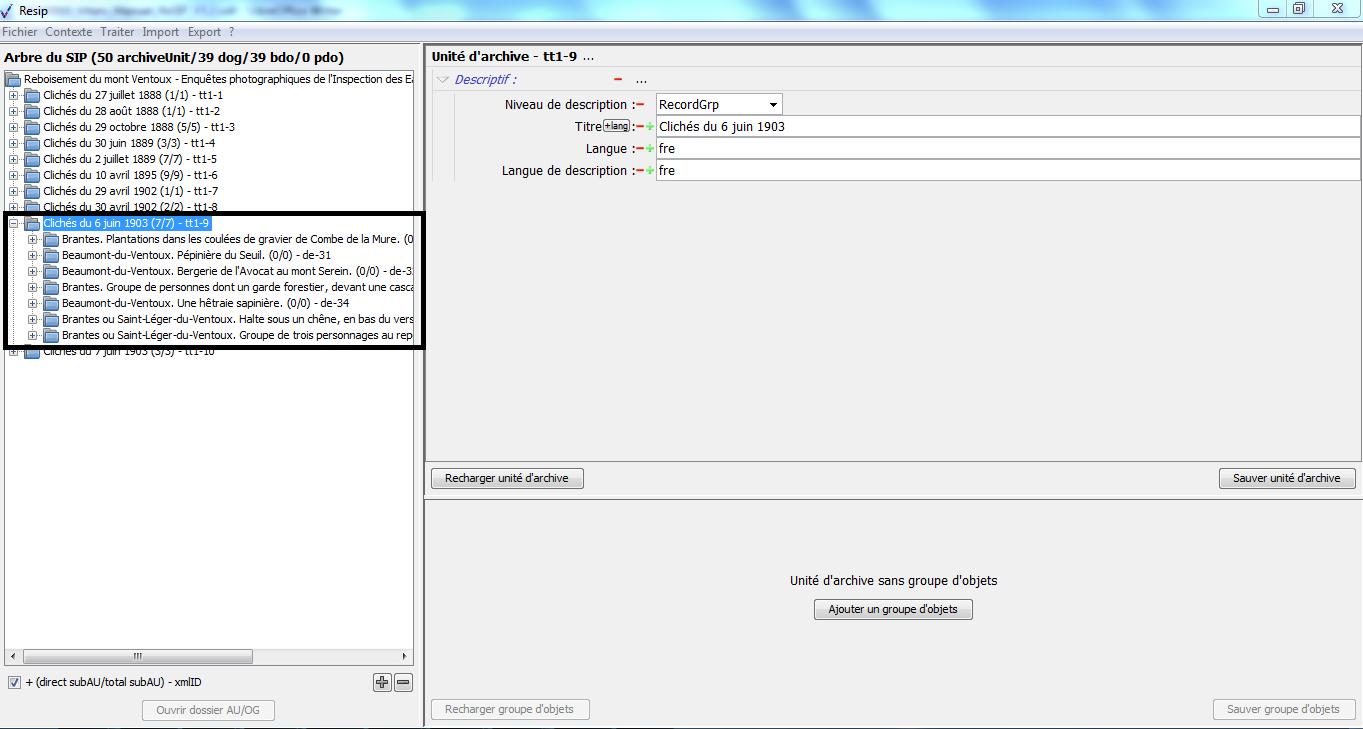 Resip
Fichier Contexte Traiter Import Export ?
Arbre du SIP (50 archiveUnit/39 dog/39 bdo/0 pdo)
Reboisement du mont Ventoux - Enquêtes photographiques de l'Inspection des Ea
Clichés du 27 juillet 1888 (1/1) - tt1-1
Clichés du 28 août 1888 (1/1) - tt1-2
Clichés du 29 octobre 1888 (5/5) - tt1-3
Clichés du 30 juin 1889 (3/3) - tt1-4
Clichés du 2 juillet 1889 (7/7) - tt1-5
Clichés du 10 avril 1895 (9/9) - tt1-6
Clichés du 29 avril 1902 (1/1) - tt1-7
Clichés du 30 avril 1902 (2/2) - tt1-8
Clichés du 6 juin 1903 (7/7) - tt1-9
Brantes. Plantations dans les coulées de gravier de Combe de la Mure. (0
Beaumont-du-Ventoux. Pépinière du Seuil. (0/0) - de-31
Beaumont-du-Ventoux. Bergerie de l'Avocat au mont Serein. (0/0) - de-3
Brantes. Groupe de personnes dont un garde forestier, devant une casca
Beaumont-du-Ventoux. Une hêtraie sapinière. (0/0) - de-34
Brantes ou Saint-Léger-du-Ventoux. Halte sous un chêne, en bas du vers
Brantes ou Saint-Léger-du-Ventoux. Groupe de trois personnages au rep
Clichés du 7 juin 1903 (3/3) - tt1-10
+ (direct subAU/total subAU) - xmlID
Ouvrir dossier AU/OG
Unité d'archive - tt1-9 ...
Descriptif : ...
Niveau de description : RecordGrp
Titre +lang : Clichés du 6 juin 1903
Langue : fre
Langue de description : fre
Recharger unité d'archive
Sauver unité d'archive
Unité d'archive sans groupe d'objets
Ajouter un groupe d'objets
Recharger groupe d'objets
Sauver groupe d'objets